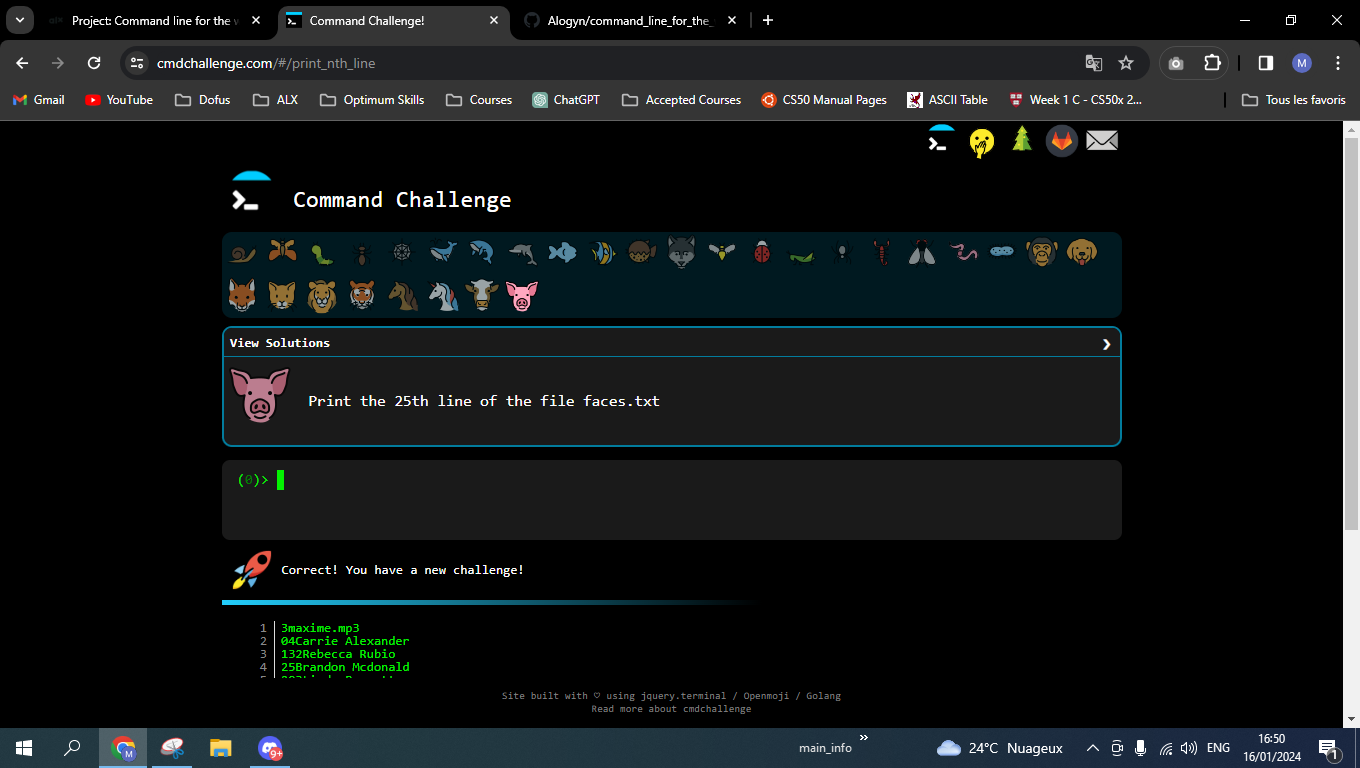 Project: Command line for the w
Command Challenge!
Alogyn/command_line_for_the_
cmdchallenge.com/#/print_nth_line
M
Gmail YouTube Dofus ALX Optimum Skills Courses ChatGPT Accepted Courses CS50 Manual Pages ASCII Table Week 1 C - CS50x 2... Tous les favoris
Command Challenge
View Solutions
Print the 25th line of the file faces.txt
(0)>
Correct! You have a new challenge!
1 3maxime.mp3
2 04Carrie Alexander
3 132Rebecca Rubio
4 25Brandon Mcdonald
Site built with ♡ using jquery.terminal / Openmoji / Golang
Read more about cmdchallenge
M
9+
main_info
»
24°C Nuageux
ENG
16:50
16/01/2024
1